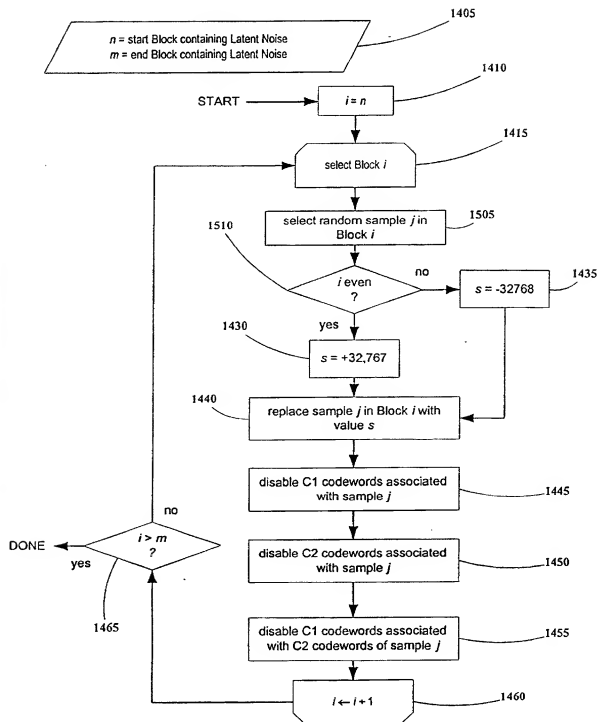 1405
n = start Block containing Latent Noise
m = end Block containing Latent Noise
1410
START
i = n
1415
select Block i
1505
select random sample j in
Block i
1510
i even
?
no
1435
s = -32768
yes
1430
s = +32,767
1440
replace sample j in Block i with
value s
disable C1 codewords associated
with sample j
1445
no
i > m
?
DONE
yes
disable C2 codewords associated
with sample j
1450
1465
disable C1 codewords associated
with C2 codewords of sample j
1455
i ← i + 1
1460